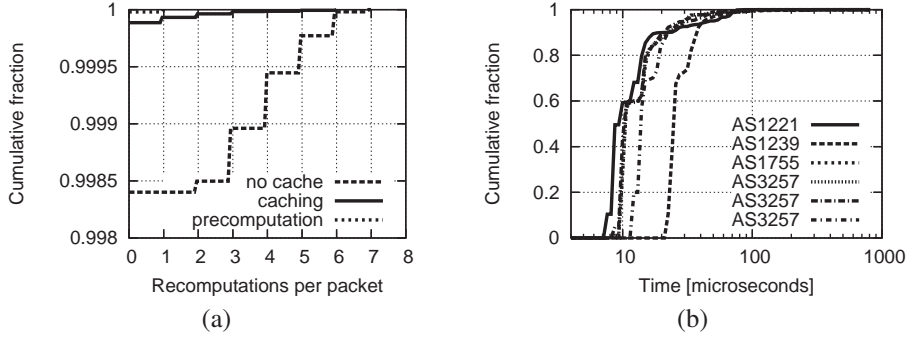 1
0.9995
0.999
0.9985
0.998
Cumulative fraction
no cache
caching
precomputation
0 1 2 3 4 5 6 7 8
Recomputations per packet
(a)
1
0.8
0.6
0.4
0.2
0
Cumulative fraction
AS1221
AS1239
AS1755
AS3257
AS3257
AS3257
10 100 1000
Time [microseconds]
(b)